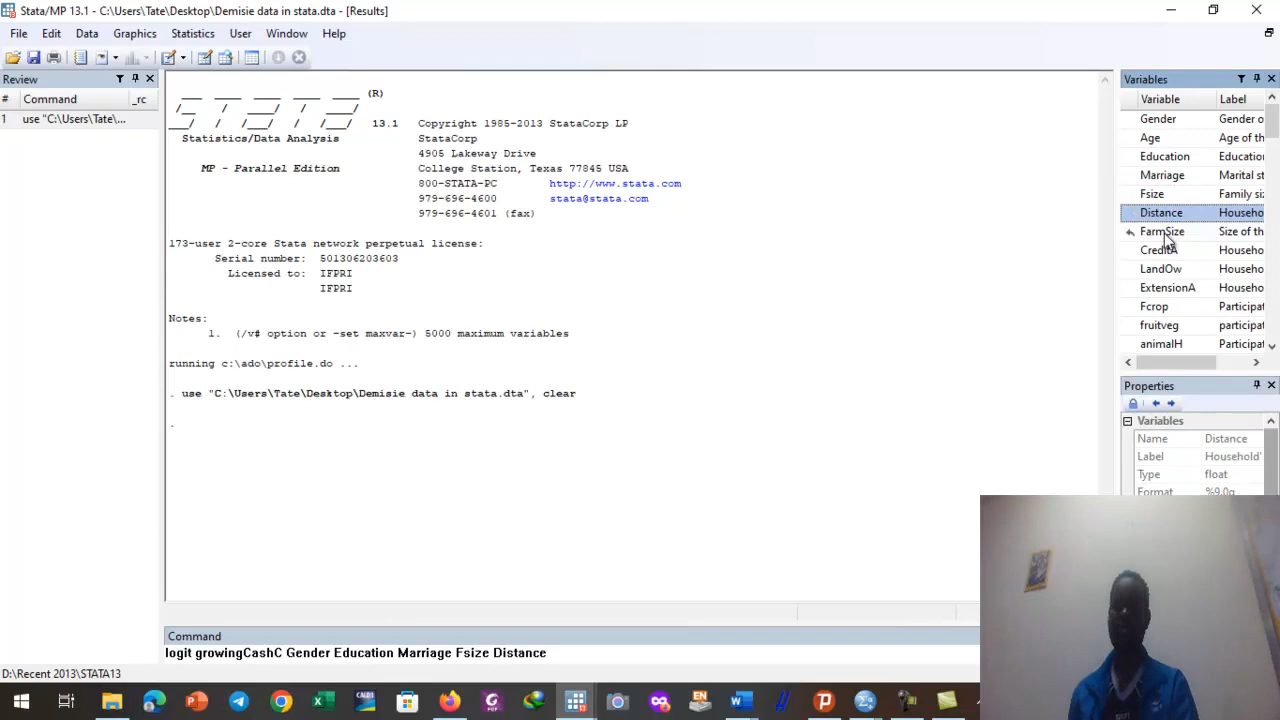 Stata/MP 13.1 - C:\Users\Tate\Desktop\Demisie data in stata.dta - [Results]
File Edit Data Graphics Statistics User Window Help
Review
# Command _rc
1 use "C:\Users\Tate\...
(R)
13.1 Copyright 1985-2013 StataCorp LP
Statistics/Data Analysis StataCorp
4905 Lakeway Drive
MP - Parallel Edition College Station, Texas 77845 USA
800-STATA-PC http://www.stata.com
979-696-4600 stata@stata.com
979-696-4601 (fax)
173-user 2-core Stata network perpetual license:
Serial number: 501306203603
Licensed to: IFPRI
IFPRI
Notes:
1. (/v# option or -set maxvar-) 5000 maximum variables
running c:\ado\profile.do ...
. use "C:\Users\Tate\Desktop\Demisie data in stata.dta", clear
.
Command
logit growingCashC Gender Education Marriage Fsize Distance
D:\Recent 2013\STATA13
Variables
Variable Label
Gender Gender o
Age Age of th
Education Educatio
Marriage Marital st
Fsize Family siz
Distance Househo
FarmSize Size of th
CreditA Househo
LandOw Househo
ExtensionA Househo
Fcrop Participat
fruitveg participat
animalH Participat
Properties
Variables
Name Distance
Label Household'
Type float
Format %9.0g